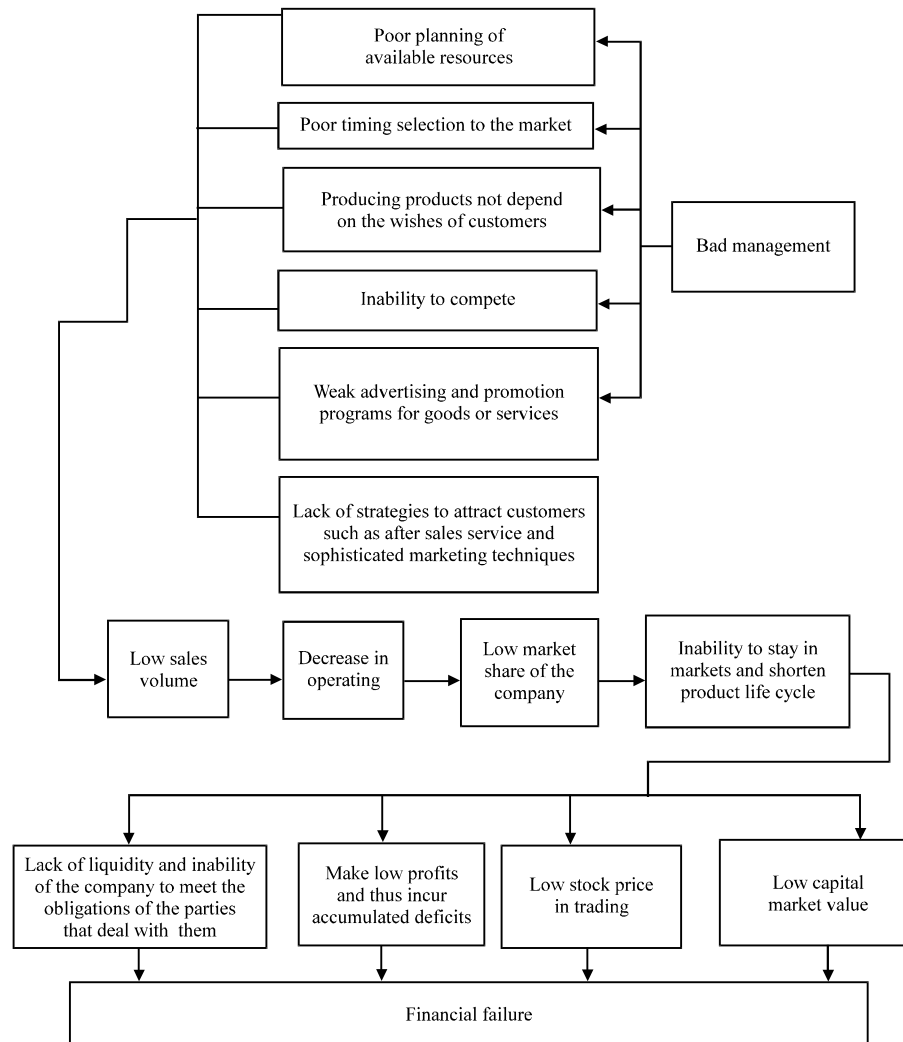 Poor planning of
available resources
Poor timing selection to the market
Producing products not depend
on the wishes of customers
Bad management
Inability to compete
Weak advertising and promotion
programs for goods or services
Lack of strategies to attract customers
such as after sales service and
sophisticated marketing techniques
Low sales
volume
Decrease in
operating
Low market
share of the
company
Inability to stay in
markets and shorten
product life cycle
Lack of liquidity and inability
of the company to meet the
obligations of the parties
that deal with them
Make low profits
and thus incur
accumulated deficits
Low stock price
in trading
Low capital
market value
Financial failure